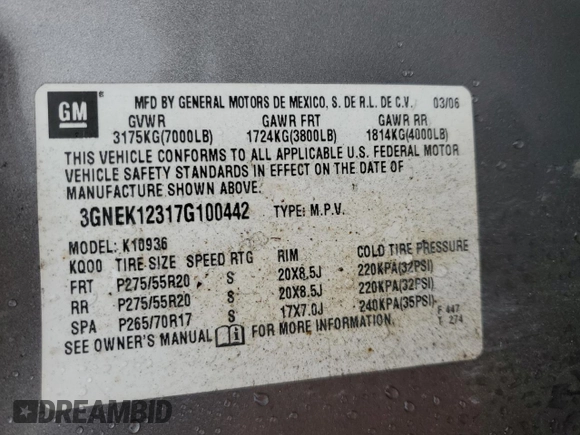 GM
®
MFD BY GENERAL MOTORS DE MEXICO, S. DE R.L. DE C.V. 03/06
GVWR GAWR FRT GAWR RR
3175KG(7000LB) 1724KG(3800LB) 1814KG(4000LB)
THIS VEHICLE CONFORMS TO ALL APPLICABLE U.S. FEDERAL MOTOR
VEHICLE SAFETY STANDARDS IN EFFECT ON THE DATE OF
MANUFACTURE SHOWN ABOVE.
3GNEK12317G100442 TYPE: M.P.V.
MODEL: K10936
KQ00 TIRE SIZE SPEED RTG RIM COLD TIRE PRESSURE
FRT P275/55R20 S 20X8.5J 220KPA(32PSI)
RR P275/55R20 S 20X8.5J 220KPA(32PSI)
SPA P265/70R17 S 17X7.0J 240KPA(35PSI)
SEE OWNER'S MANUAL i FOR MORE INFORMATION.
F 447
T 274
DREAMBID